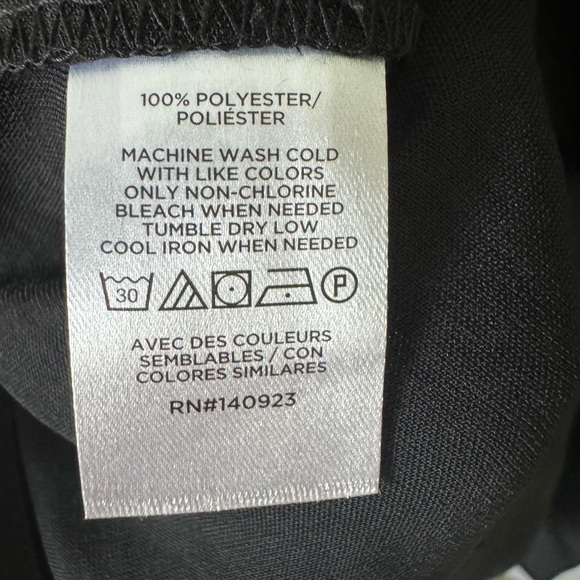 100% POLYESTER/
POLIÉSTER
MACHINE WASH COLD
WITH LIKE COLORS
ONLY NON-CHLORINE
BLEACH WHEN NEEDED
TUMBLE DRY LOW
COOL IRON WHEN NEEDED
30 P
AVEC DES COULEURS
SEMBLABLES / CON
COLORES SIMILARES
RN#140923